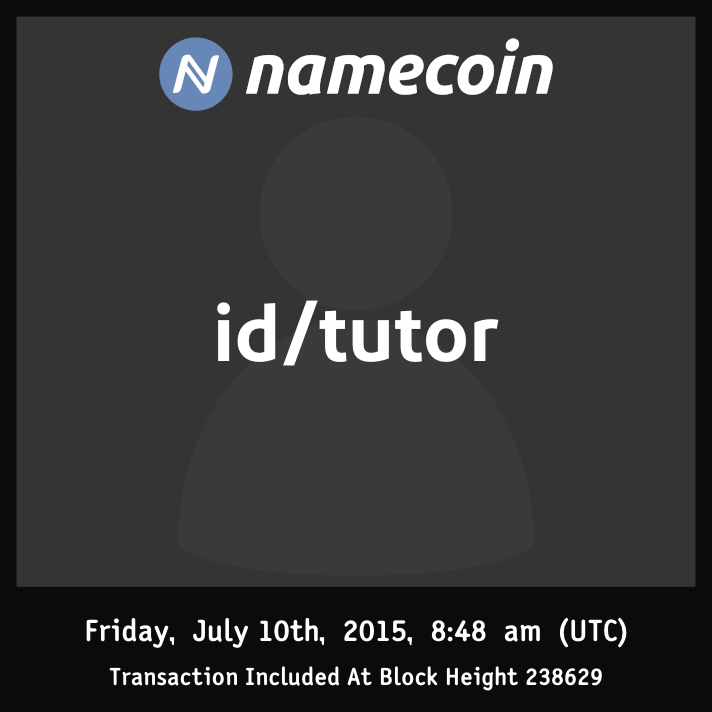 namecoin
id/tutor
Friday, July 10th, 2015, 8:48 am (UTC)
Transaction Included At Block Height 238629